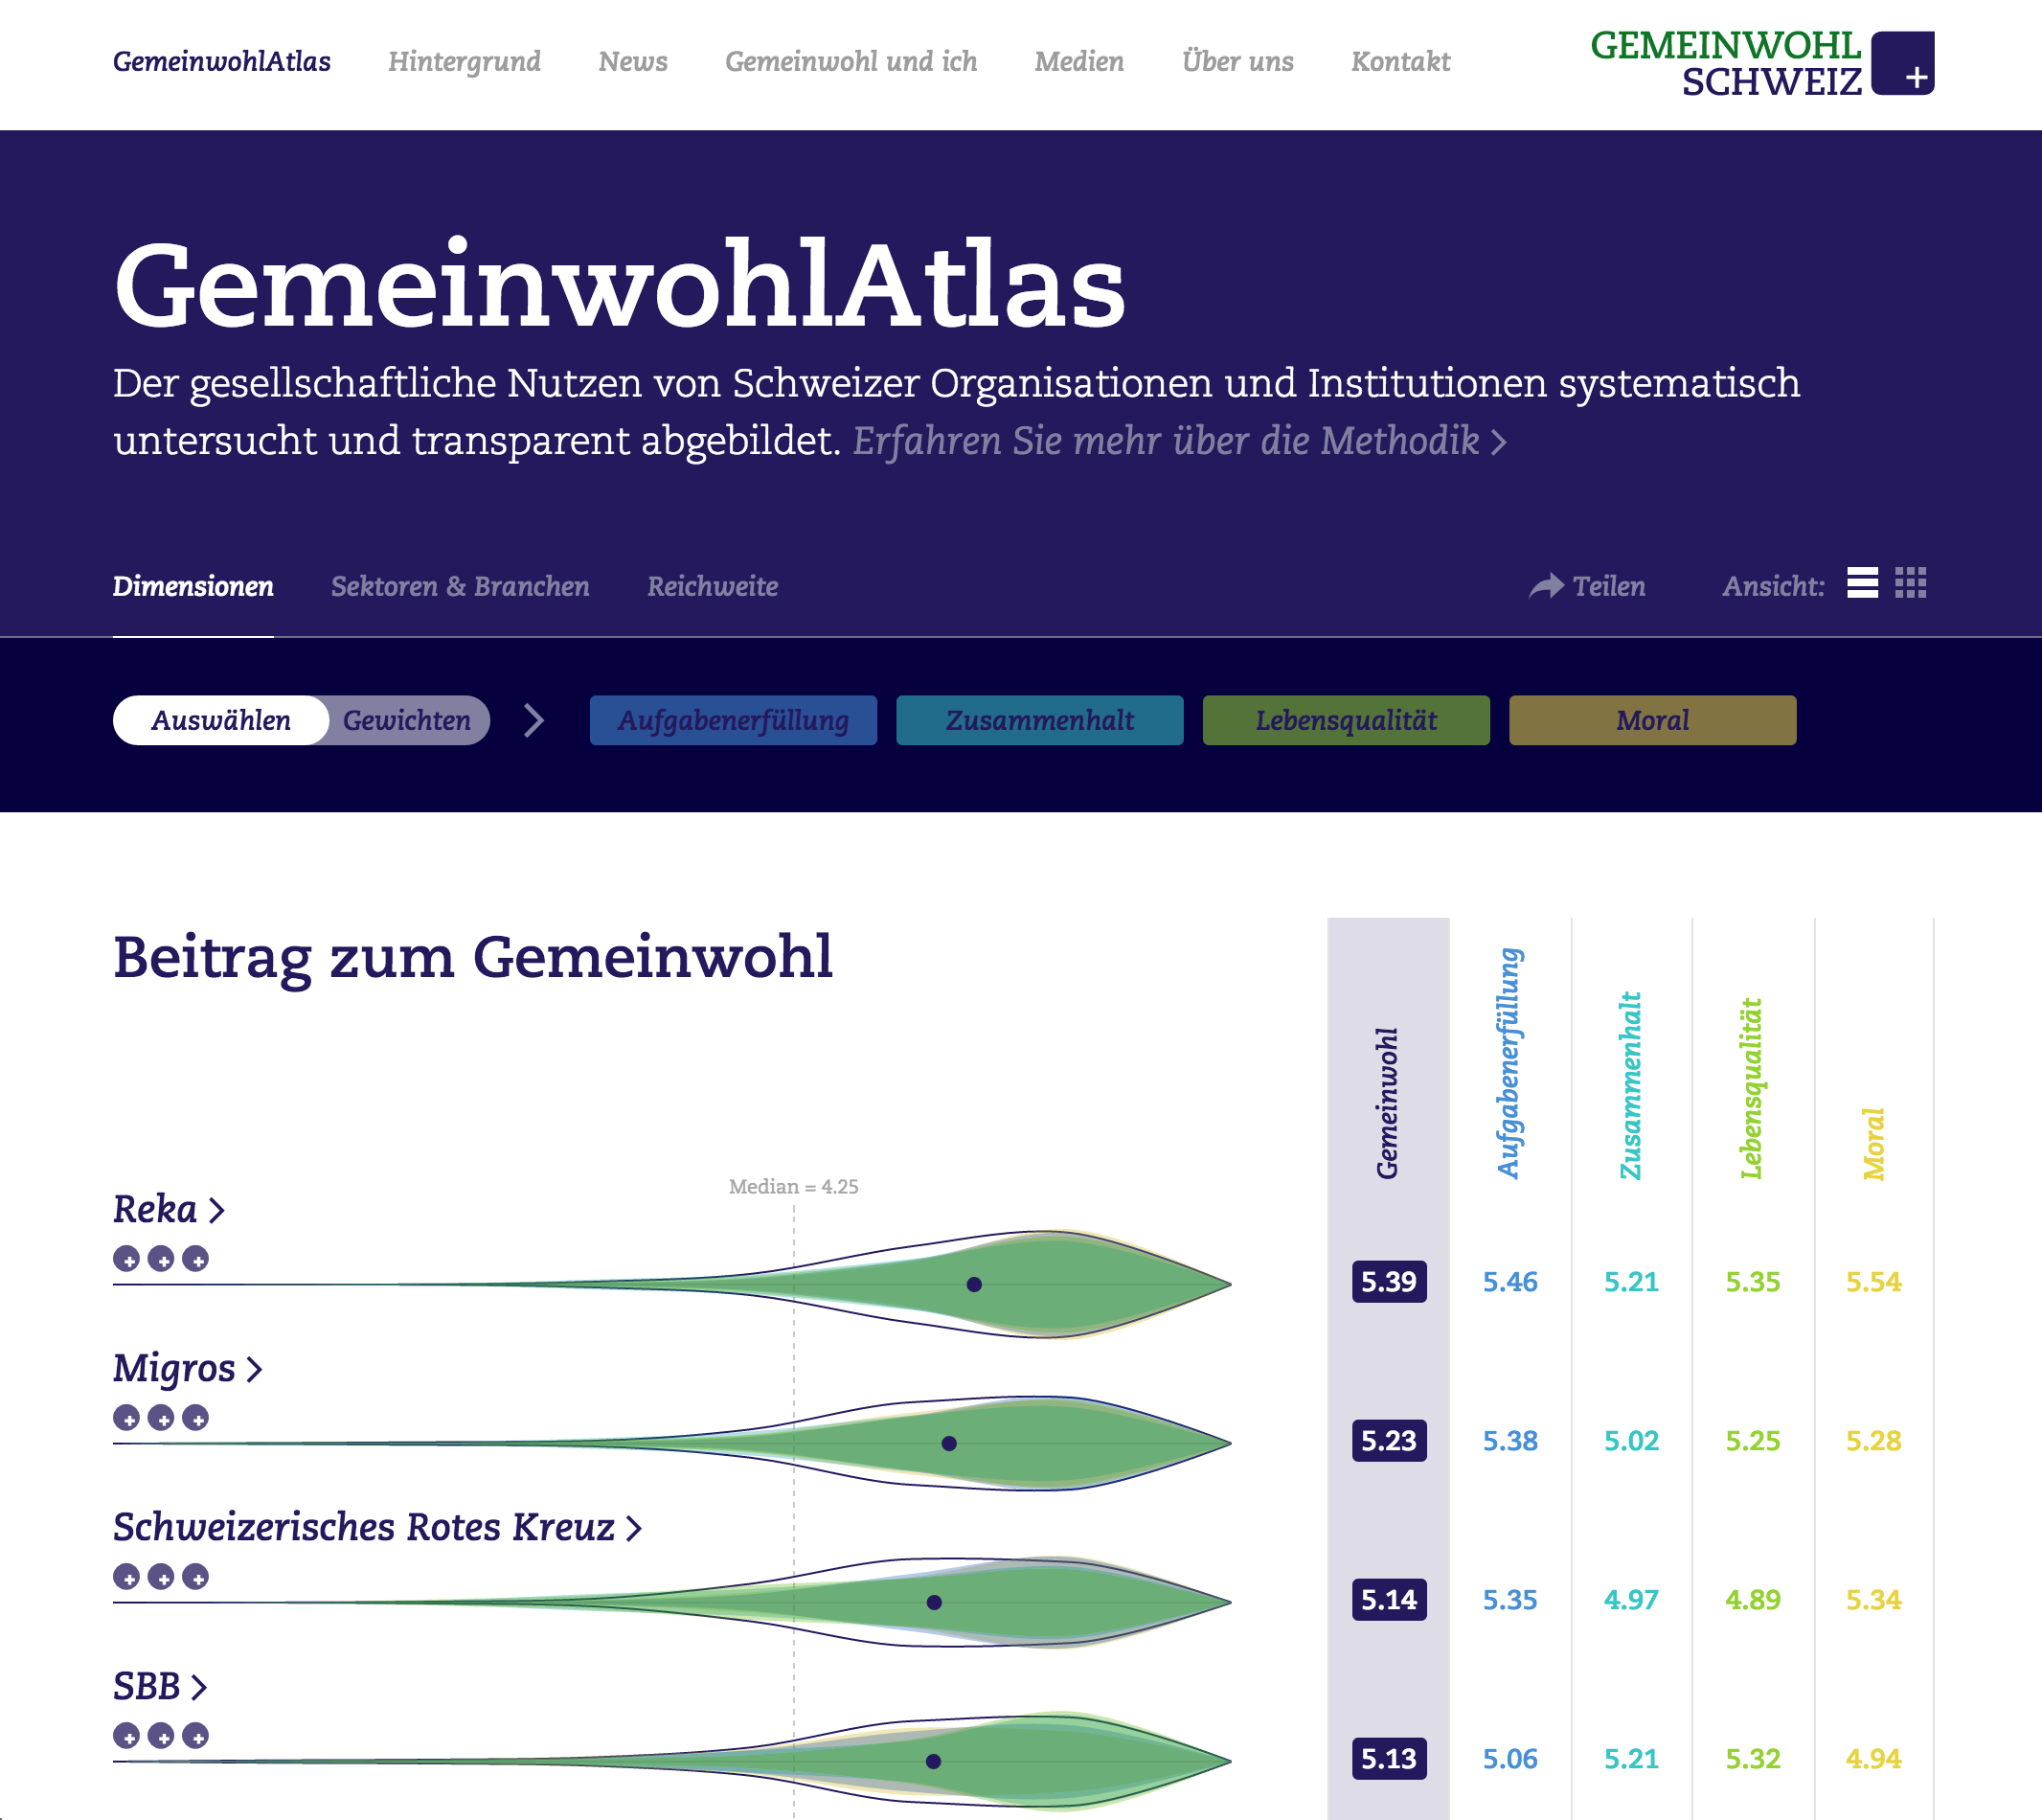 GemeinwohlAtlas Hintergrund News Gemeinwohl und ich Medien Über uns Kontakt
GEMEINWOHL
SCHWEIZ
GemeinwohlAtlas
Der gesellschaftliche Nutzen von Schweizer Organisationen und Institutionen systematisch
untersucht und transparent abgebildet. Erfahren Sie mehr über die Methodik
Dimensionen Sektoren & Branchen Reichweite Teilen Ansicht:
Auswählen Gewichten Aufgabenerfüllung Zusammenhalt Lebensqualität Moral
Beitrag zum Gemeinwohl
Gemeinwohl
Aufgabenerfüllung
Zusammenhalt
Lebensqualität
Moral
Median = 4.25
Reka
5.39 5.46 5.21 5.35 5.54
Migros
5.23 5.38 5.02 5.25 5.28
Schweizerisches Rotes Kreuz
5.14 5.35 4.97 4.89 5.34
SBB
5.13 5.06 5.21 5.32 4.94